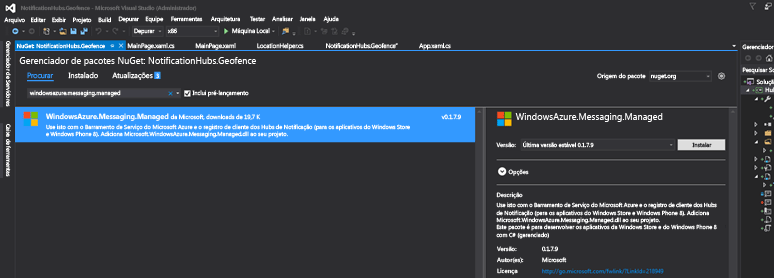 NotificationHubs.Geofence - Microsoft Visual Studio (Administrador)
Arquivo Editar Exibir Projeto Build Depurar Equipe Ferramentas Arquitetura Testar Analisar Janela Ajuda
Depurar x86 Máquina Local
NuGet: NotificationHubs.Geofence MainPage.xaml.cs MainPage.xaml LocationHelper.cs NotificationHubs.Geofence* App.xaml.cs Gerenciador
Gerenciador de Servidores
Caixa de ferramentas
Gerenciador de pacotes NuGet: NotificationHubs.Geofence
Procurar Instalado Atualizações 3
Origem do pacote nuget.org
Pesquisar So
Soluçã
Hub
windowsazure.messaging.managed Inclui pré-lançamento
WindowsAzure.Messaging.Managed de Microsoft, downloads de 19,7 K v0.1.7.9
Use isto com o Barramento de Serviço do Microsoft Azure e o registro de cliente dos Hubs de Notificação (para os aplicativos do Windows Store
e Windows Phone 8). Adiciona Microsoft.WindowsAzure.Messaging.Managed.dll ao seu projeto.
WindowsAzure.Messaging.Managed
Versão: Última versão estável 0.1.7.9 Instalar
Opções
Descrição
Use isto com o Barramento de Serviço do Microsoft Azure e o registro de cliente dos Hubs
de Notificação (para os aplicativos do Windows Store e Windows Phone 8). Adiciona
Microsoft.WindowsAzure.Messaging.Managed.dll ao seu projeto.
Este pacote é para desenvolver os aplicativos da Windows Store e do Windows Phone 8
com C# (gerenciado)
Versão: 0.1.7.9
Autor(es): Microsoft
Licença http://go.microsoft.com/fwlink/?LinkId=218949